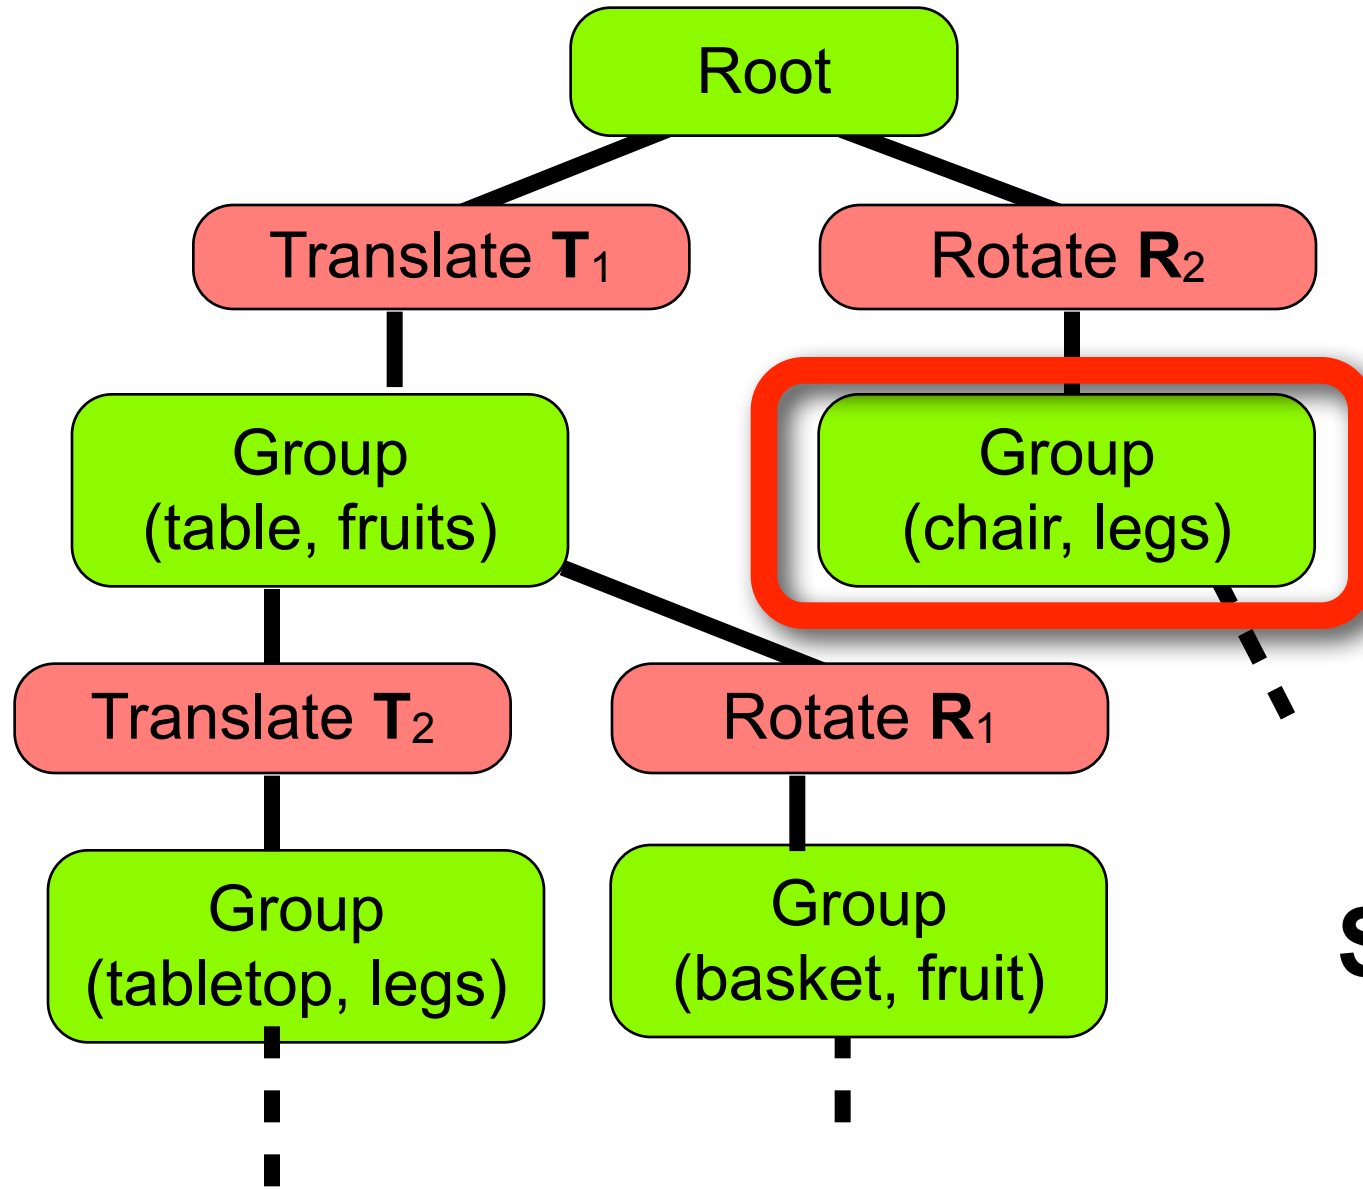 Root
Translate T1
Rotate R2
Group
(table, fruits)
Group
(chair, legs)
Translate T2
Rotate R1
Group
(tabletop, legs)
Group
(basket, fruit)